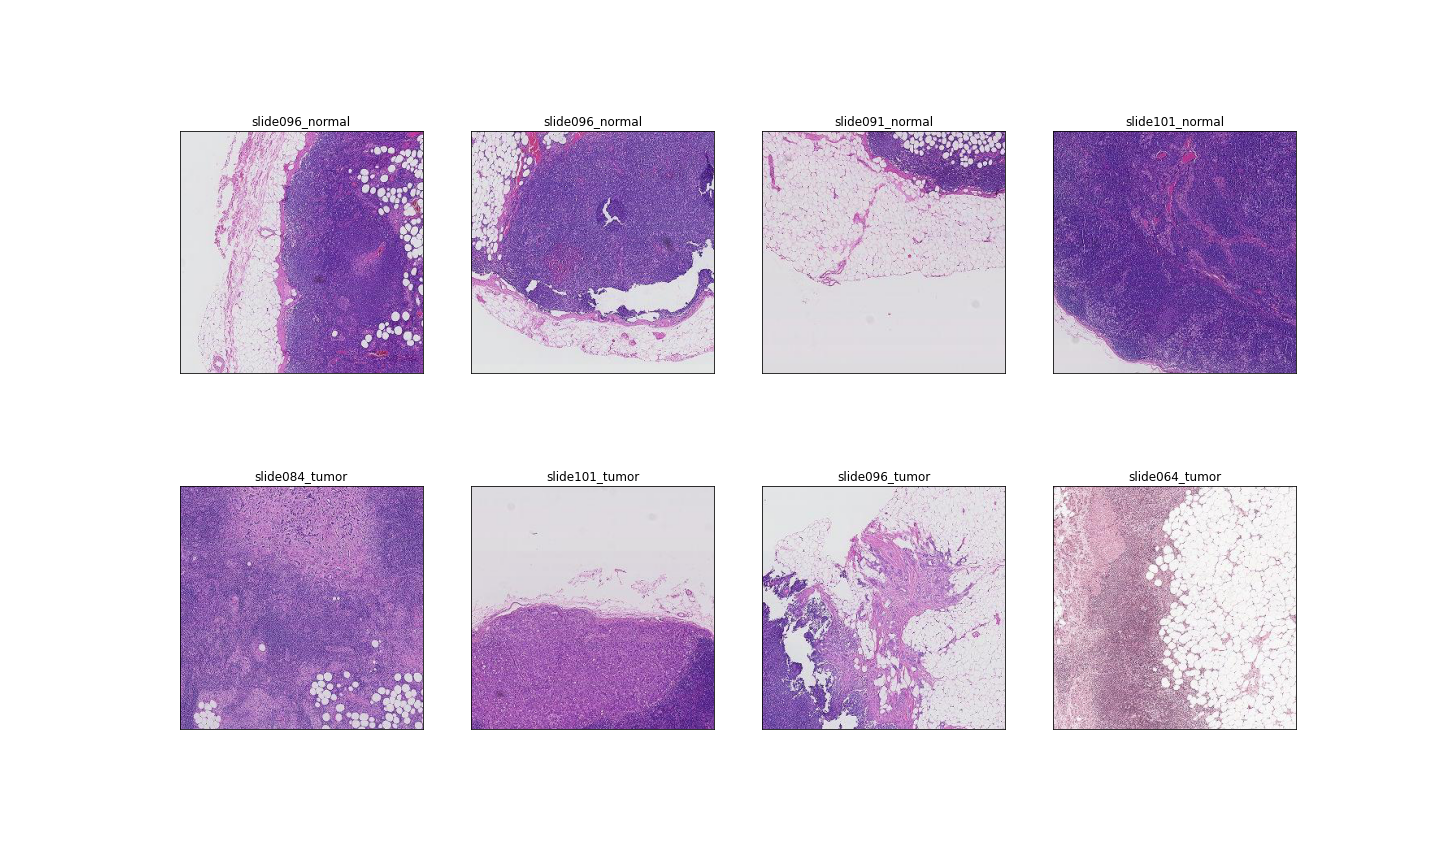 slide096_normal
slide096_normal
slide091_normal
slide101_normal
slide084_tumor
slide101_tumor
slide096_tumor
slide064_tumor